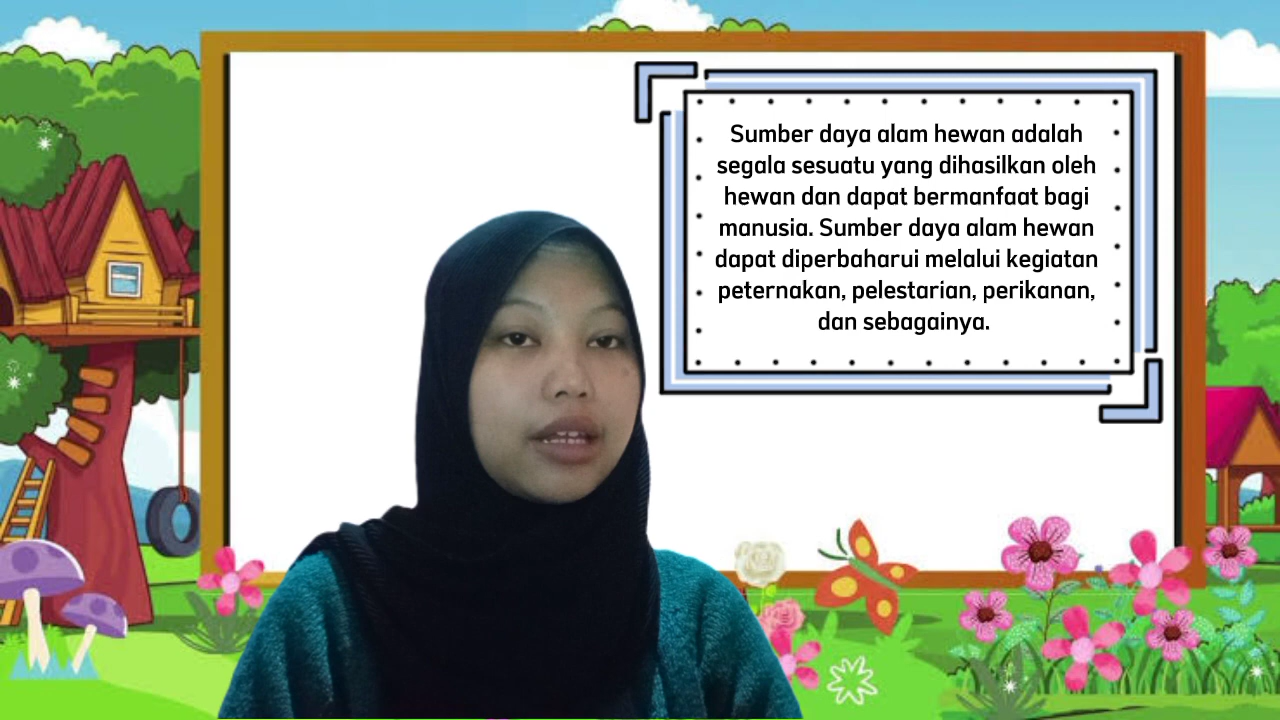 Sumber daya alam hewan adalah
segala sesuatu yang dihasilkan oleh
hewan dan dapat bermanfaat bagi
manusia. Sumber daya alam hewan
dapat diperbaharui melalui kegiatan
peternakan, pelestarian, perikanan,
dan sebagainya.